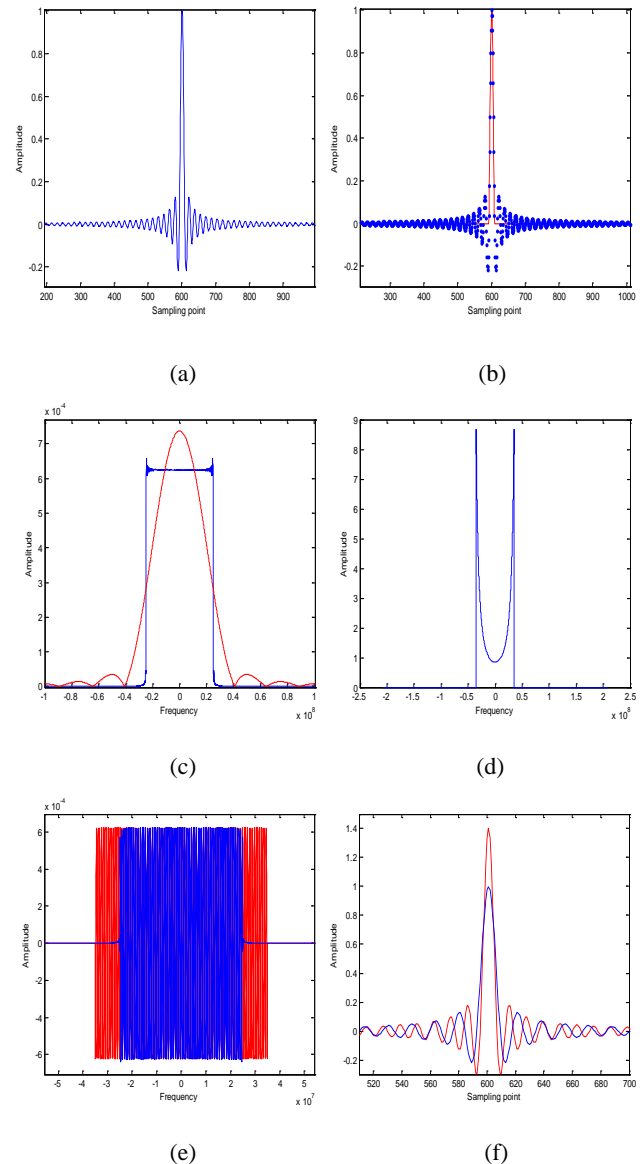 1
0.8
0.6
0.4
0.2
0
-0.2
Amplitude
200 300 400 500 600 700 800 900
Sampling point
(a)
1
0.8
0.6
0.4
0.2
0
-0.2
Amplitude
300 400 500 600 700 800 900 1000
Sampling point
(b)
x 10-4
7
6
5
4
3
2
1
0
Amplitude
-1 -0.8 -0.6 -0.4 -0.2 0 0.2 0.4 0.6 0.8 1
Frequency
x 10^8
(c)
9
8
7
6
5
4
3
2
1
0
Amplitude
-2.5 -2 -1.5 -1 -0.5 0 0.5 1 1.5 2 2.5
Frequency
x 10^8
(d)
x 10-4
6
4
2
0
-2
-4
-6
Amplitude
-5 -4 -3 -2 -1 0 1 2 3 4 5
Frequency
x 10^7
(e)
1.4
1.2
1
0.8
0.6
0.4
0.2
0
-0.2
Amplitude
520 540 560 580 600 620 640 660 680 700
Sampling point
(f)